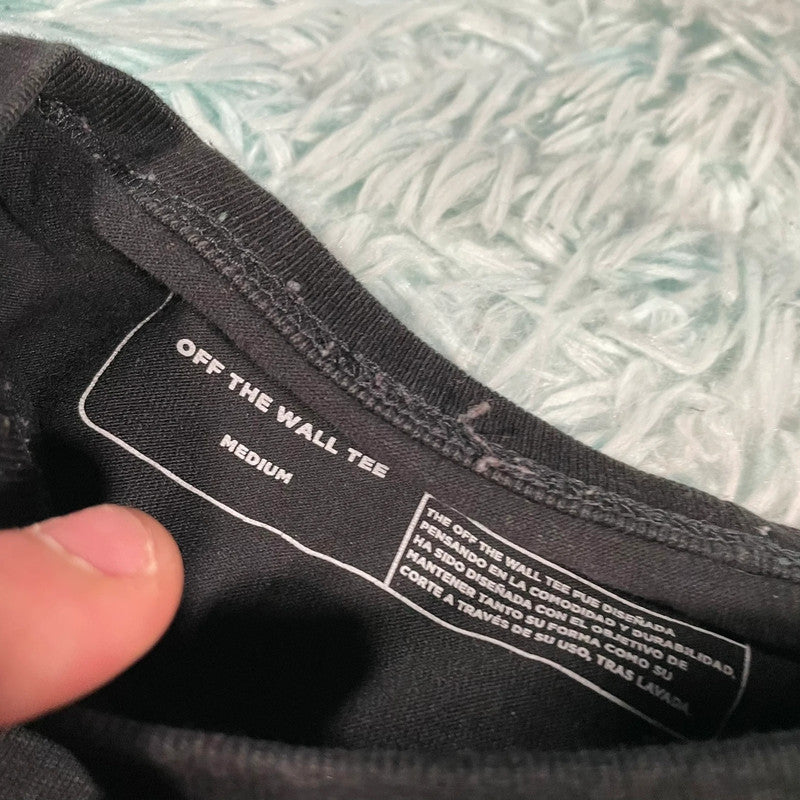 OFF THE WALL TEE
MEDIUM
THE OFF THE WALL TEE FUE DISEÑADA
PENSANDO EN LA COMODIDAD Y DURABILIDAD.
HA SIDO DISEÑADA CON EL OBJETIVO DE
MANTENER TANTO SU FORMA COMO SU
CORTE A TRAVÉS DE SU USO, TRAS LAVADA.